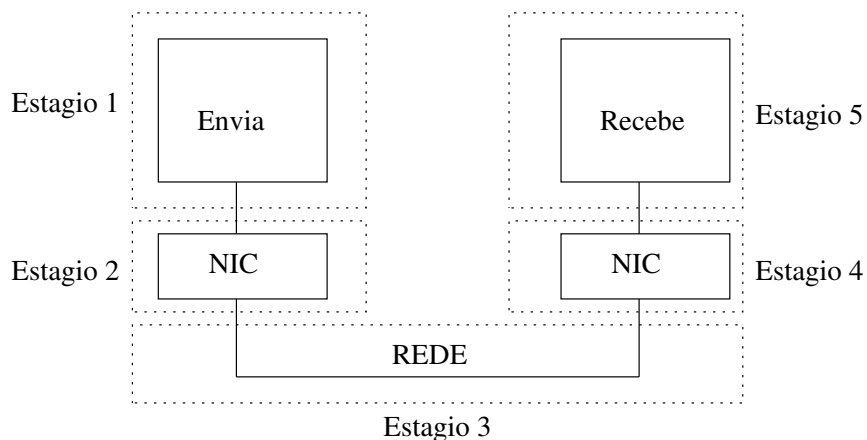 Estagio 1
Envia
Recebe
Estagio 5
Estagio 2
NIC
NIC
Estagio 4
REDE
Estagio 3